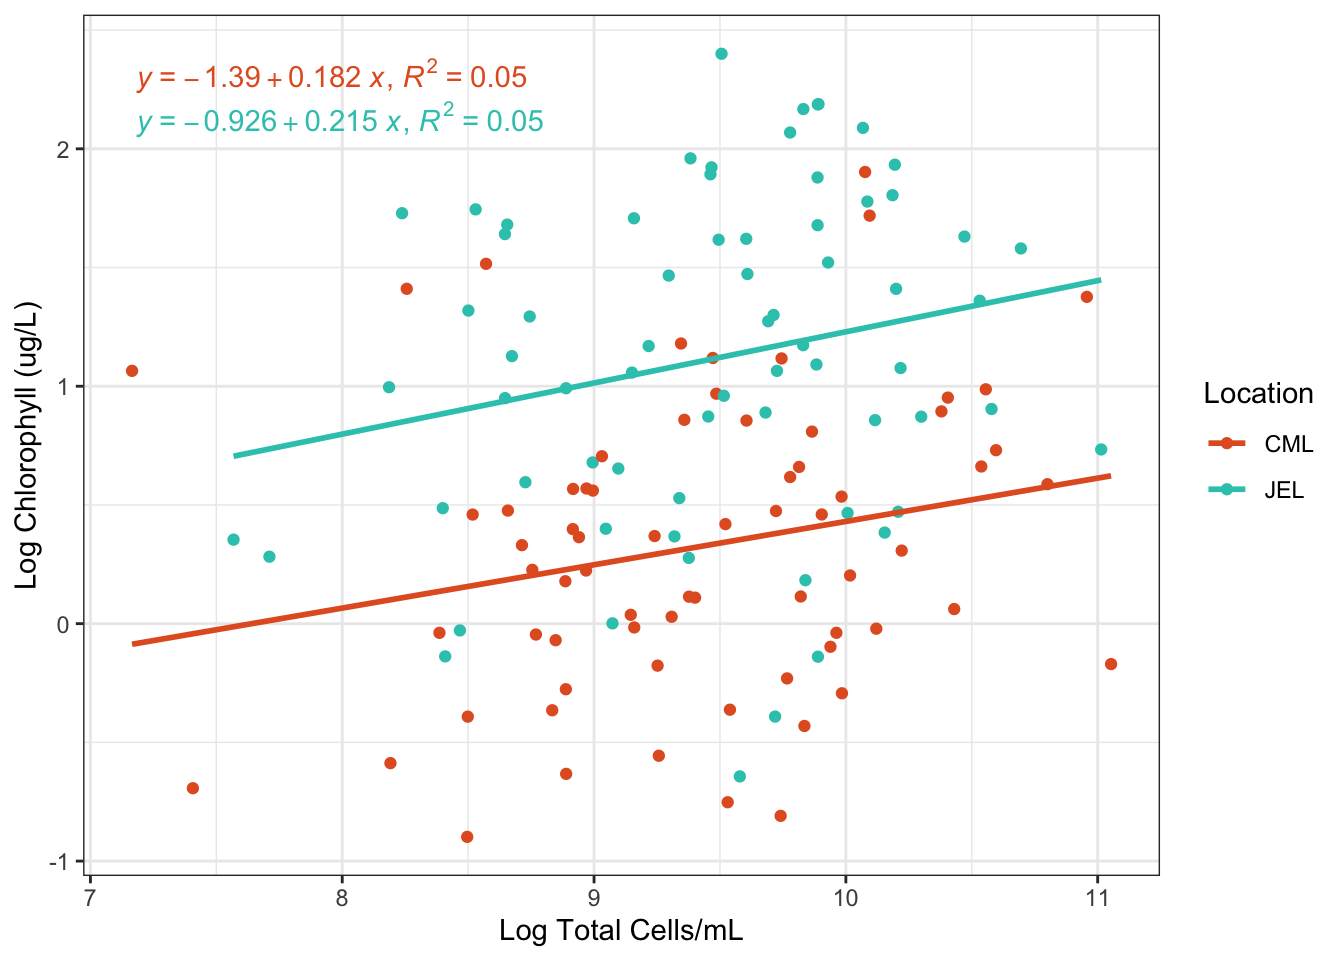 y = −1.39 + 0.182 x, R² = 0.05
y = −0.926 + 0.215 x, R² = 0.05
2
1
0
-1
7 8 9 10 11
Log Total Cells/mL
Log Chlorophyll (ug/L)
Location
CML
JEL